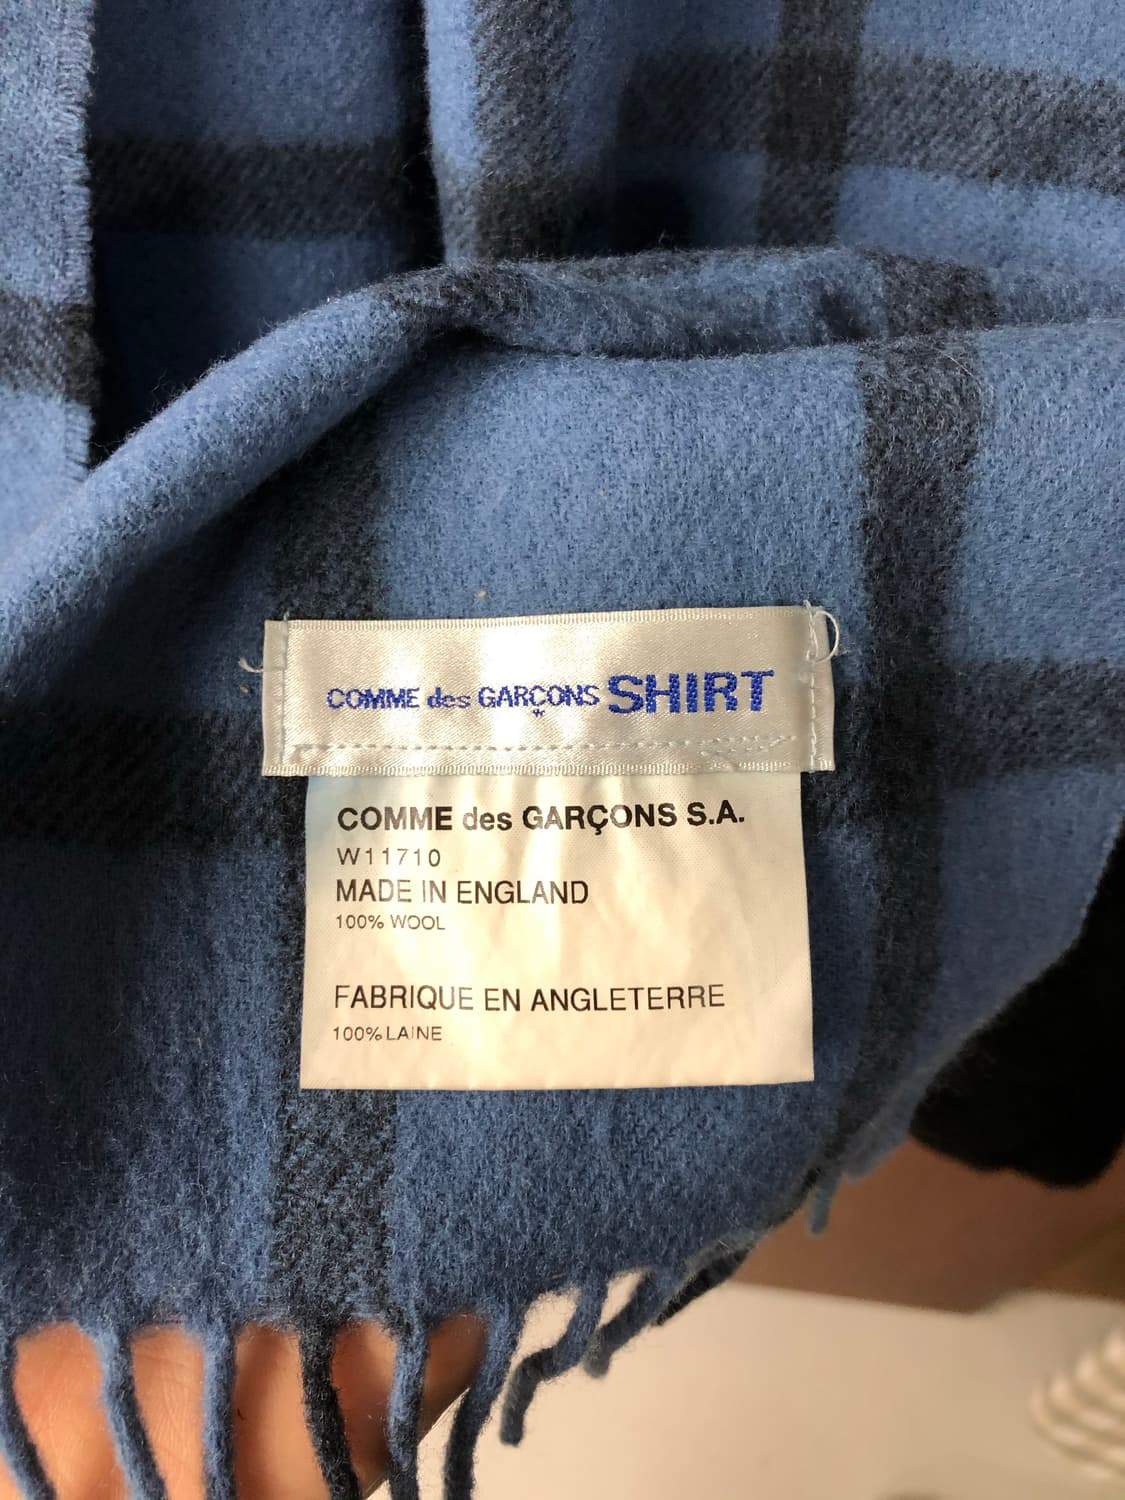 COMME des GARÇONS SHIRT
COMME des GARÇONS S.A.
W11710
MADE IN ENGLAND
100% WOOL
FABRIQUE EN ANGLETERRE
100% LAINE